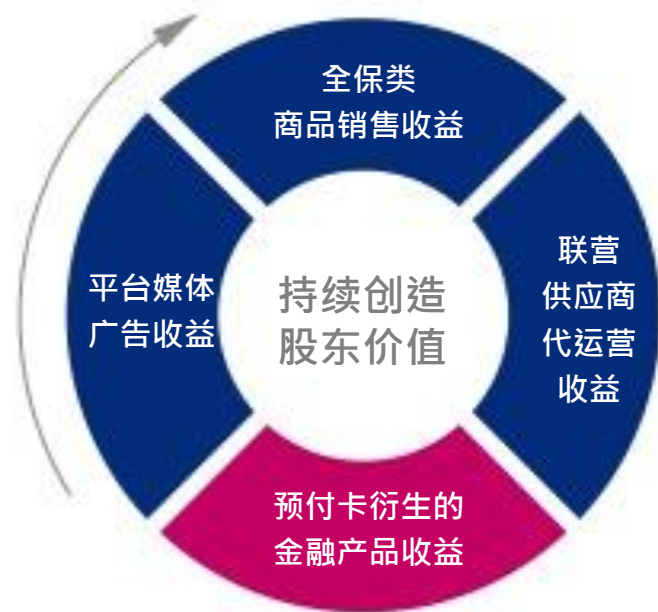 全保类
商品销售收益
联营
供应商
代运营
收益
预付卡衍生的
金融产品收益
平台媒体
广告收益
持续创造
股东价值